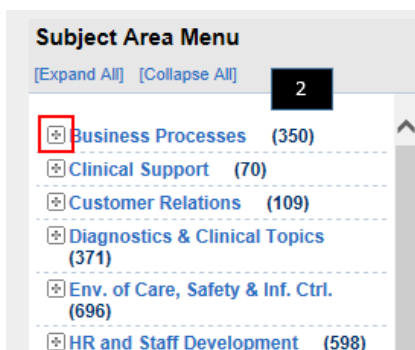 Subject Area Menu
[Expand All] [Collapse All]
2
Business Processes (350)
Clinical Support (70)
Customer Relations (109)
Diagnostics & Clinical Topics
(371)
Env. of Care, Safety & Inf. Ctrl.
(696)
HR and Staff Development (598)